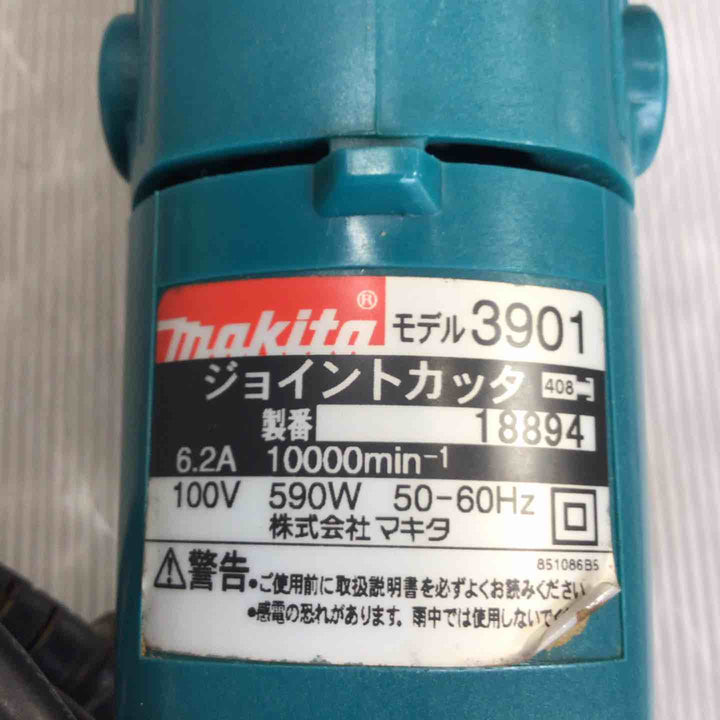 makita® モデル 3901
ジョイントカッタ 408
製番 18894
6.2A 10000min-1
100V 590W 50-60Hz
株式会社マキタ
851086B5
警告 •ご使用前に取扱説明書を必ずよくお読みください
•感電の恐れがあります。雨中では使用しないでく